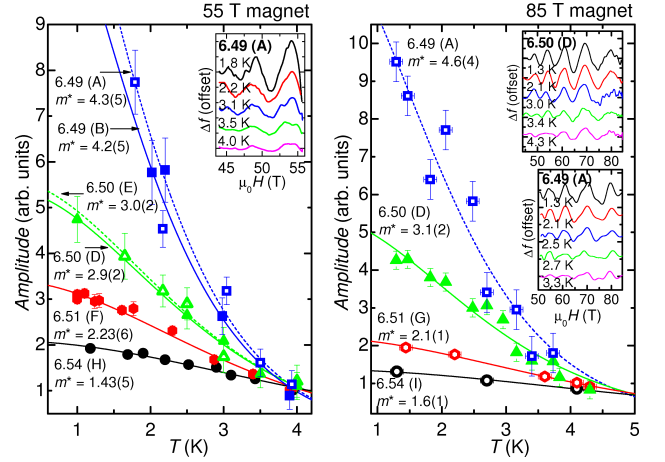 55 T magnet
9
8
7
6
5
4
3
2
1
Amplitude (arb. units)
6.49 (A)
m* = 4.3(5)
6.49 (B)
m* = 4.2(5)
6.50 (E)
m* = 3.0(2)
6.50 (D)
m* = 2.9(2)
6.51 (F)
m* = 2.23(6)
6.54 (H)
m* = 1.43(5)
1 2 3 4
T (K)
6.49 (A)
1.8 K
2.2 K
3.1 K
3.5 K
4.0 K
Δf (offset)
45 50 55
μ0H (T)
85 T magnet
10
9
8
7
6
5
4
3
2
1
Amplitude (arb. units)
6.49 (A)
m* = 4.6(4)
6.50 (D)
m* = 3.1(2)
6.51 (G)
m* = 2.1(1)
6.54 (I)
m* = 1.6(1)
1 2 3 4 5
T (K)
6.50 (D)
1.3 K
2.1 K
3.0 K
3.4 K
4.3 K
Δf (offset)
50 60 70 80
μ0H (T)
6.49 (A)
1.3 K
2.1 K
2.5 K
2.7 K
3.3 K
Δf (offset)
50 60 70 80
μ0H (T)